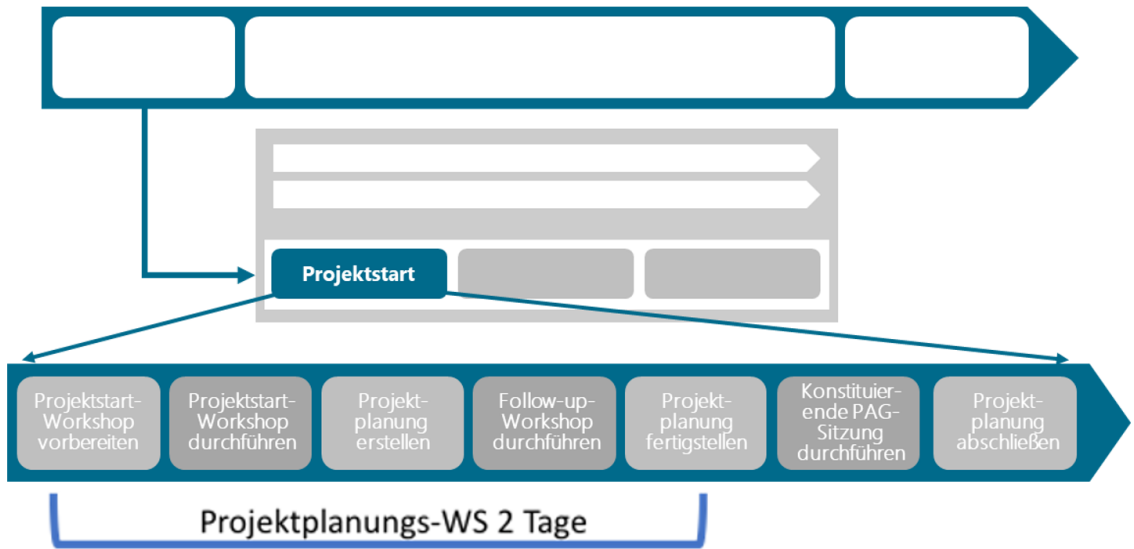 Projektstart
Projektstart-
Workshop
vorbereiten
Projektstart-
Workshop
durchführen
Projekt-
planung
erstellen
Follow-up-
Workshop
durchführen
Projekt-
planung
fertigstellen
Konstituier-
ende PAG-
Sitzung
durchführen
Projekt-
planung
abschließen
Projektplanungs-WS 2 Tage